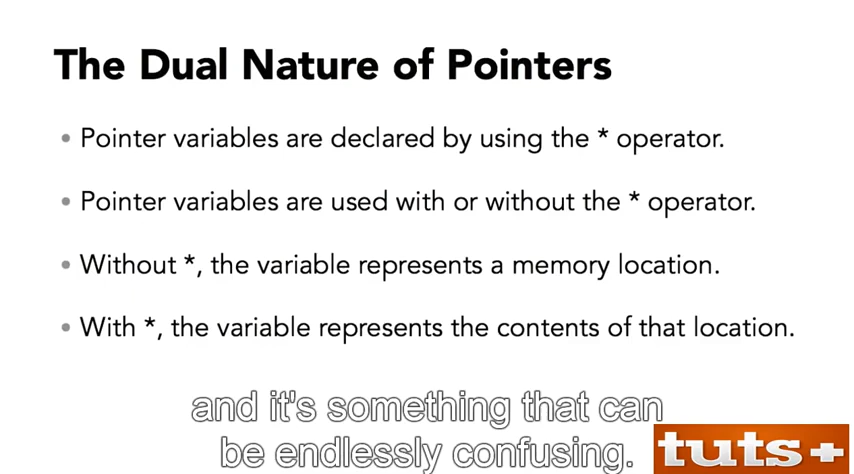 The Dual Nature of Pointers
• Pointer variables are declared by using the * operator.
• Pointer variables are used with or without the * operator.
• Without *, the variable represents a memory location.
• With *, the variable represents the contents of that location.
and it's something that can
be endlessly confusing.
tuts+